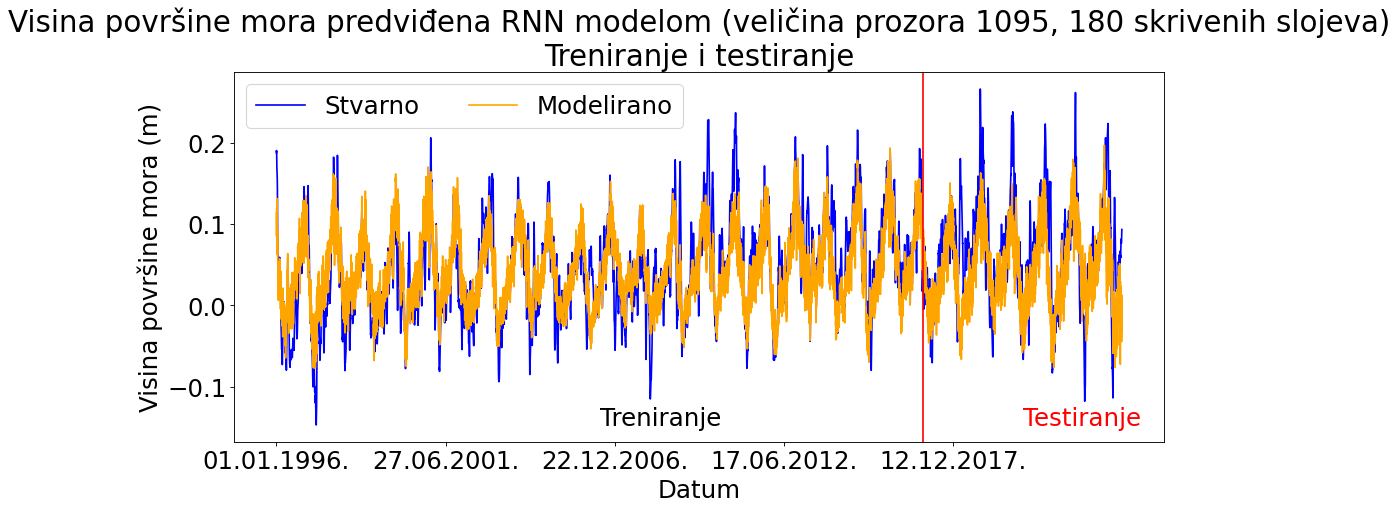 Visina površine mora predviđena RNN modelom (veličina prozora 1095, 180 skrivenih slojeva)
Treniranje i testiranje
Stvarno
Modelirano
Visina površine mora (m)
0.2
0.1
0.0
−0.1
Treniranje
Testiranje
01.01.1996.
27.06.2001.
22.12.2006.
17.06.2012.
12.12.2017.
Datum